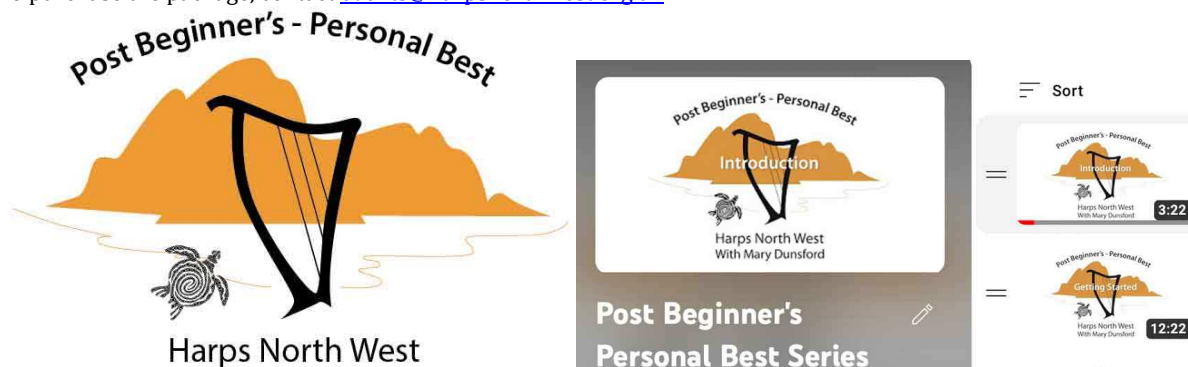 Post Beginner's - Personal Best
Harps North West
Post Beginner's - Personal Best
Introduction
Harps North West
With Mary Dunsford
Post Beginner's
Personal Best Series
Sort
Post Beginner's - Personal Best
Introduction
Harps North West
With Mary Dunsford
3:22
Post Beginner's - Personal Best
Getting Started
Harps North West
With Mary Dunsford
12:22